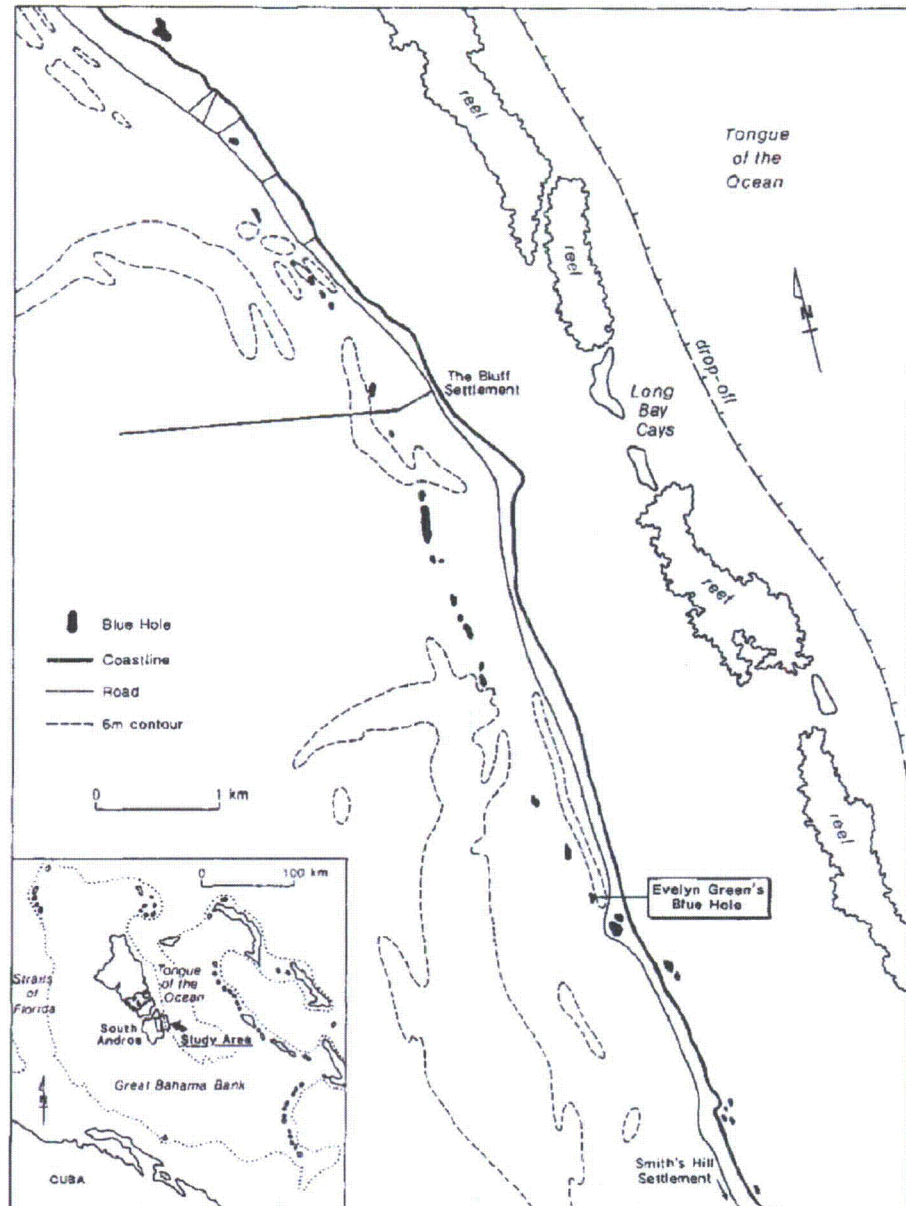 reef
Tongue
of the
Ocean
reef
N
drop-off
The Bluff
Settlement
Long
Bay
Cays
reef
Blue Hole
Coastline
Road
6m contour
0 1 km
reef
Evelyn Green's
Blue Hole
0 100 km
Straits
of
Florida
Tongue
of the
Ocean
South
Andros
Study Area
Great Bahama Bank
N
CUBA
Smith's Hill
Settlement